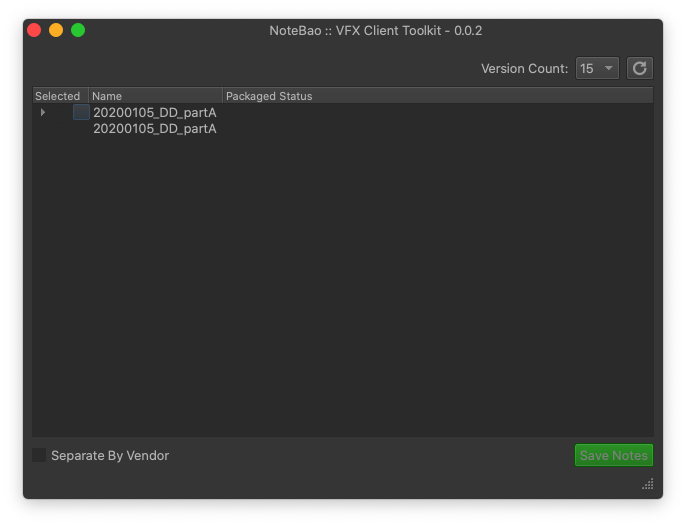 NoteBao :: VFX Client Toolkit - 0.0.2
Version Count: 15
Selected Name Packaged Status
20200105_DD_partA
20200105_DD_partA
Separate By Vendor Save Notes